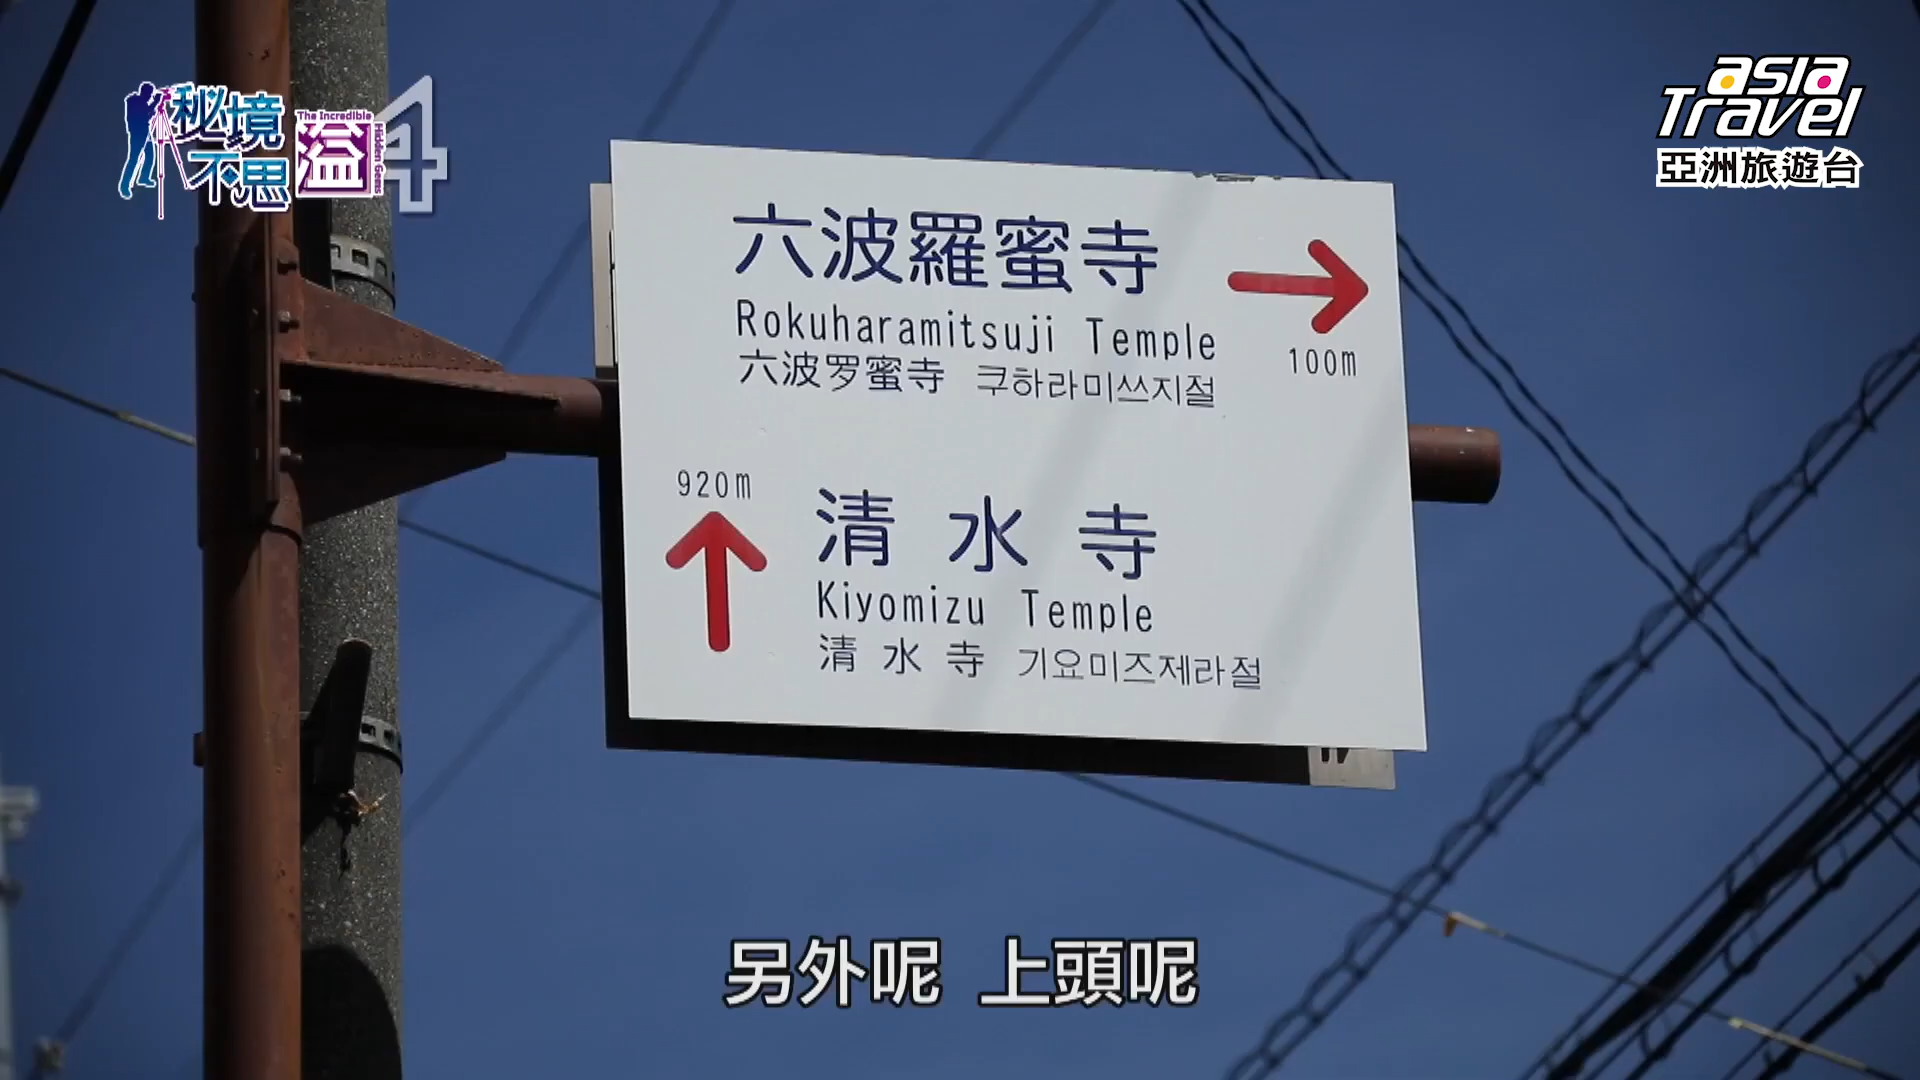 秘境
不思
溢
The Incredible
Hidden Gems
4
asia
Travel
亞洲旅遊台
六波羅蜜寺
Rokuharamitsuji Temple
100m
六波罗蜜寺 쿠하라미쓰지절
920m
清水寺
Kiyomizu Temple
清水寺 기요미즈제라절
另外呢 上頭呢